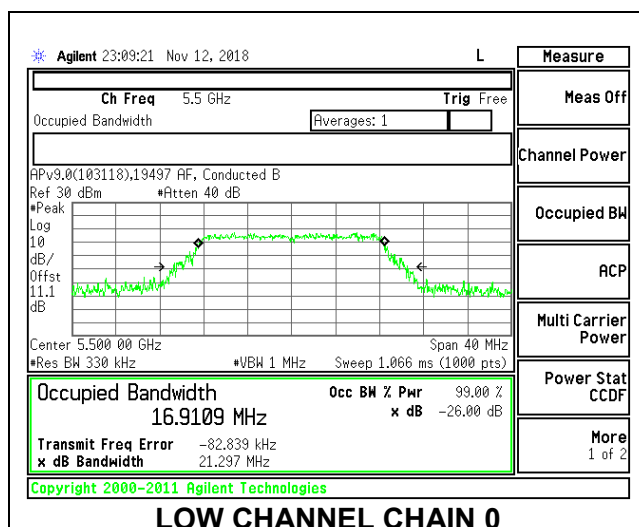 Agilent 23:09:21 Nov 12, 2018 L
Measure
Ch Freq 5.5 GHz Trig Free
Occupied Bandwidth Averages: 1
APv9.0(103118),19497 AF, Conducted B
Ref 30 dBm #Atten 40 dB
#Peak
Log
10
dB/
Offst
11.1
dB
Center 5.500 00 GHz Span 40 MHz
#Res BW 330 kHz #VBW 1 MHz Sweep 1.066 ms (1000 pts)
Occupied Bandwidth Occ BW % Pwr 99.00 %
16.9109 MHz x dB -26.00 dB
Transmit Freq Error -82.839 kHz
x dB Bandwidth 21.297 MHz
Copyright 2000-2011 Agilent Technologies
Meas Off
Channel Power
Occupied BW
ACP
Multi Carrier
Power
Power Stat
CCDF
More
1 of 2
LOW CHANNEL CHAIN 0